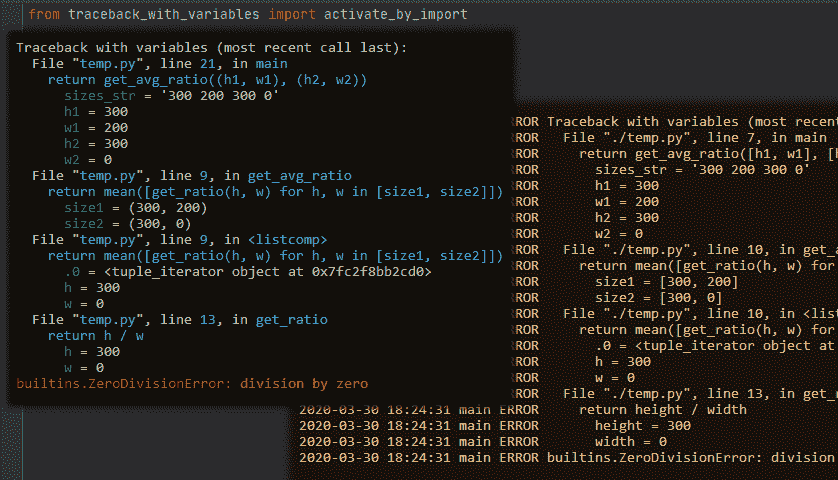 from traceback_with_variables import activate_by_import
Traceback with variables (most recent call last):
File "temp.py", line 21, in main
return get_avg_ratio((h1, w1), (h2, w2))
sizes_str = '300 200 300 0'
h1 = 300
w1 = 200
h2 = 300
w2 = 0
File "temp.py", line 9, in get_avg_ratio
return mean([get_ratio(h, w) for h, w in [size1, size2]])
size1 = (300, 200)
size2 = (300, 0)
File "temp.py", line 9, in <listcomp>
return mean([get_ratio(h, w) for h, w in [size1, size2]])
.0 = <tuple_iterator object at 0x7fc2f8bb2cd0>
h = 300
w = 0
File "temp.py", line 13, in get_ratio
return h / w
h = 300
w = 0
builtins.ZeroDivisionError: division by zero
ROR Traceback with variables (most recent
ROR File "./temp.py", line 7, in main
ROR return get_avg_ratio([h1, w1], [h
ROR sizes_str = '300 200 300 0'
ROR h1 = 300
ROR w1 = 200
ROR h2 = 300
ROR w2 = 0
ROR File "./temp.py", line 10, in get_a
ROR return mean([get_ratio(h, w) for
ROR size1 = [300, 200]
ROR size2 = [300, 0]
ROR File "./temp.py", line 10, in <list
ROR return mean([get_ratio(h, w) for
ROR .0 = <tuple_iterator object at
ROR h = 300
ROR w = 0
ROR File "./temp.py", line 13, in get_r
2020-03-30 18:24:31 main ERROR return height / width
2020-03-30 18:24:31 main ERROR height = 300
2020-03-30 18:24:31 main ERROR width = 0
2020-03-30 18:24:31 main ERROR builtins.ZeroDivisionError: division